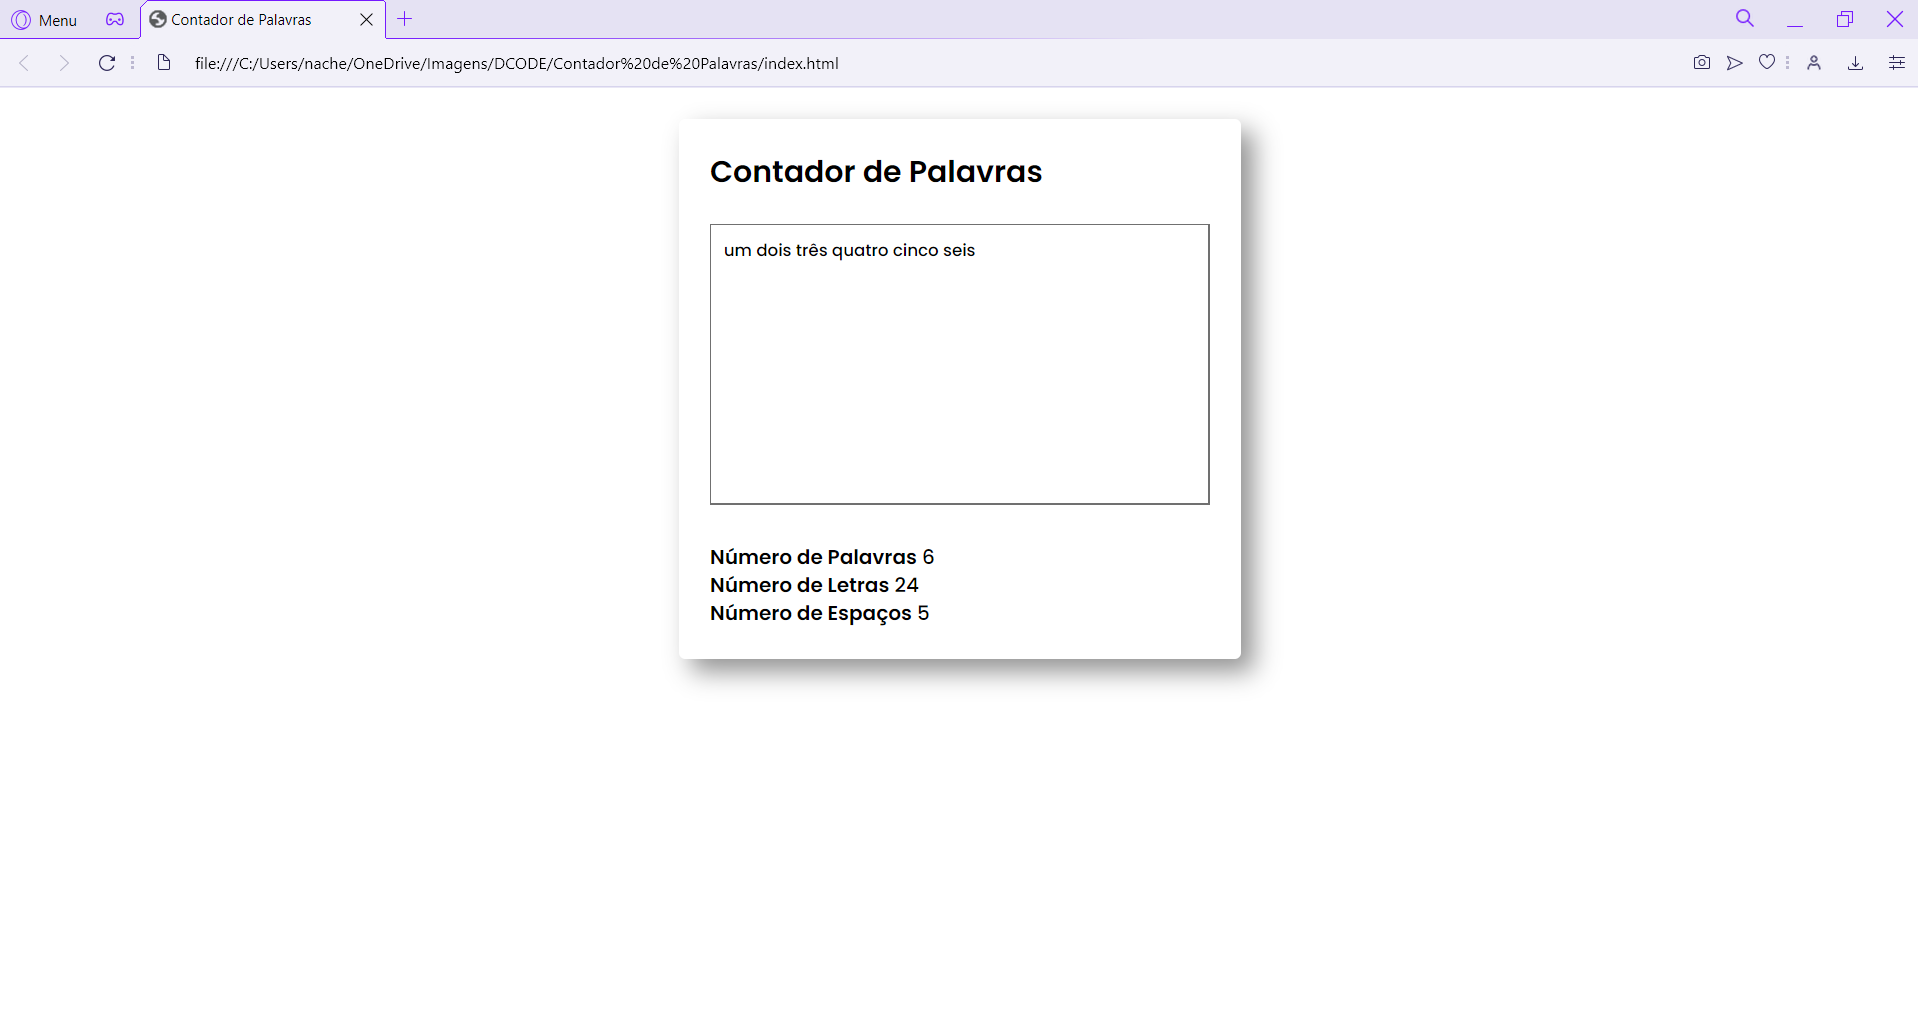 Menu
Contador de Palavras
file:///C:/Users/nache/OneDrive/Imagens/DCODE/Contador%20de%20Palavras/index.html
Contador de Palavras
um dois três quatro cinco seis
Número de Palavras 6
Número de Letras 24
Número de Espaços 5